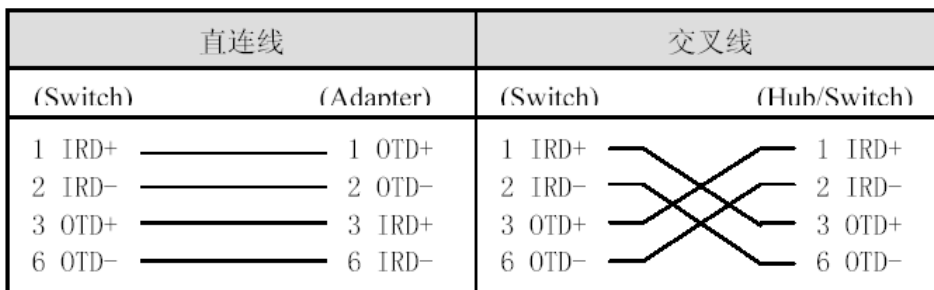 直连线 交叉线
(Switch) (Adapter) (Switch) (Hub/Switch)
1 IRD+ 1 OTD+ 1 IRD+ 1 IRD+
2 IRD- 2 OTD- 2 IRD- 2 IRD-
3 OTD+ 3 IRD+ 3 OTD+ 3 OTD+
6 OTD- 6 IRD- 6 OTD- 6 OTD-